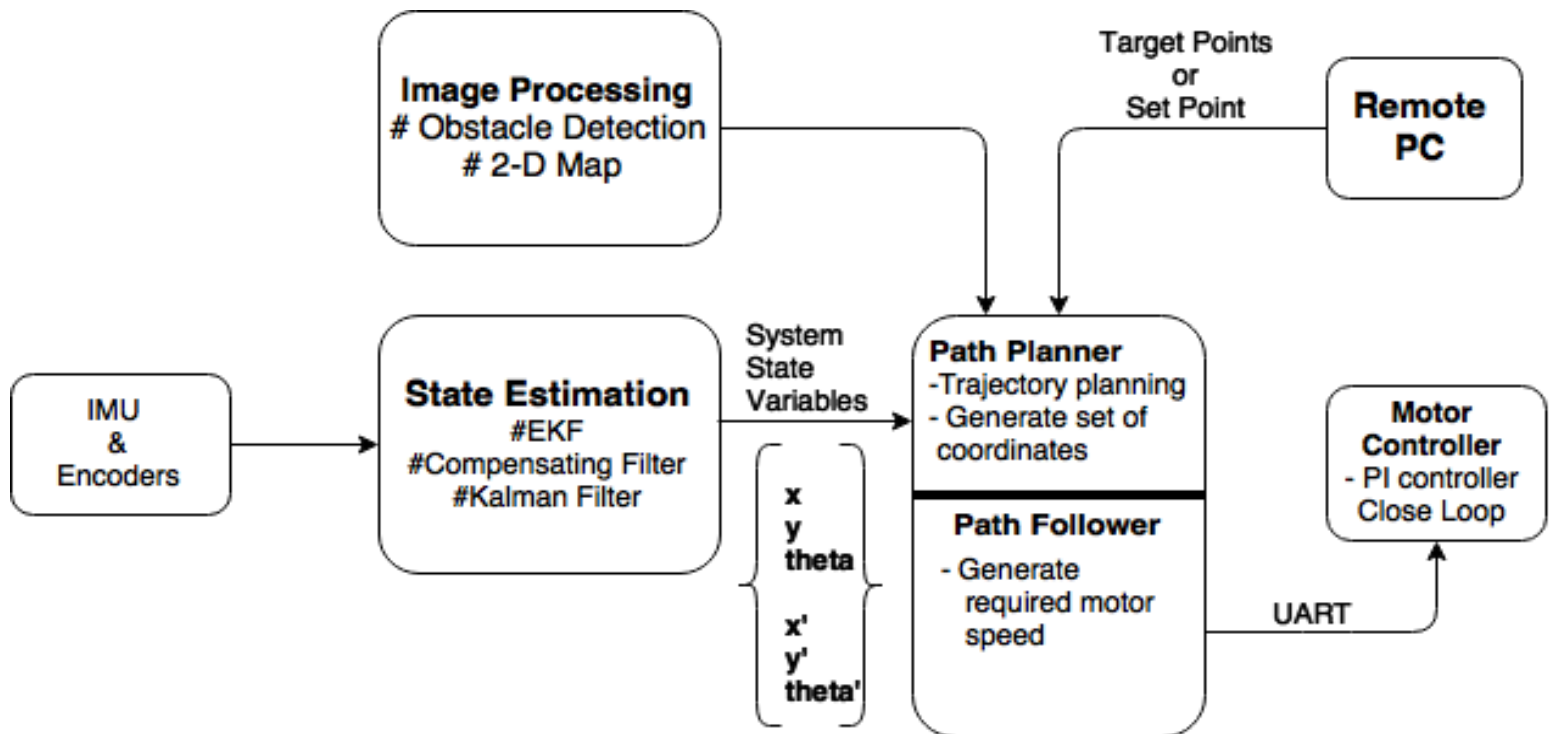 Image Processing
# Obstacle Detection
# 2-D Map
Target Points
or
Set Point
Remote
PC
IMU
&
Encoders
State Estimation
#EKF
#Compensating Filter
#Kalman Filter
System
State
Variables
x
y
theta
x'
y'
theta'
Path Planner
-Trajectory planning
- Generate set of
coordinates
Path Follower
- Generate
required motor
speed
UART
Motor
Controller
- PI controller
Close Loop